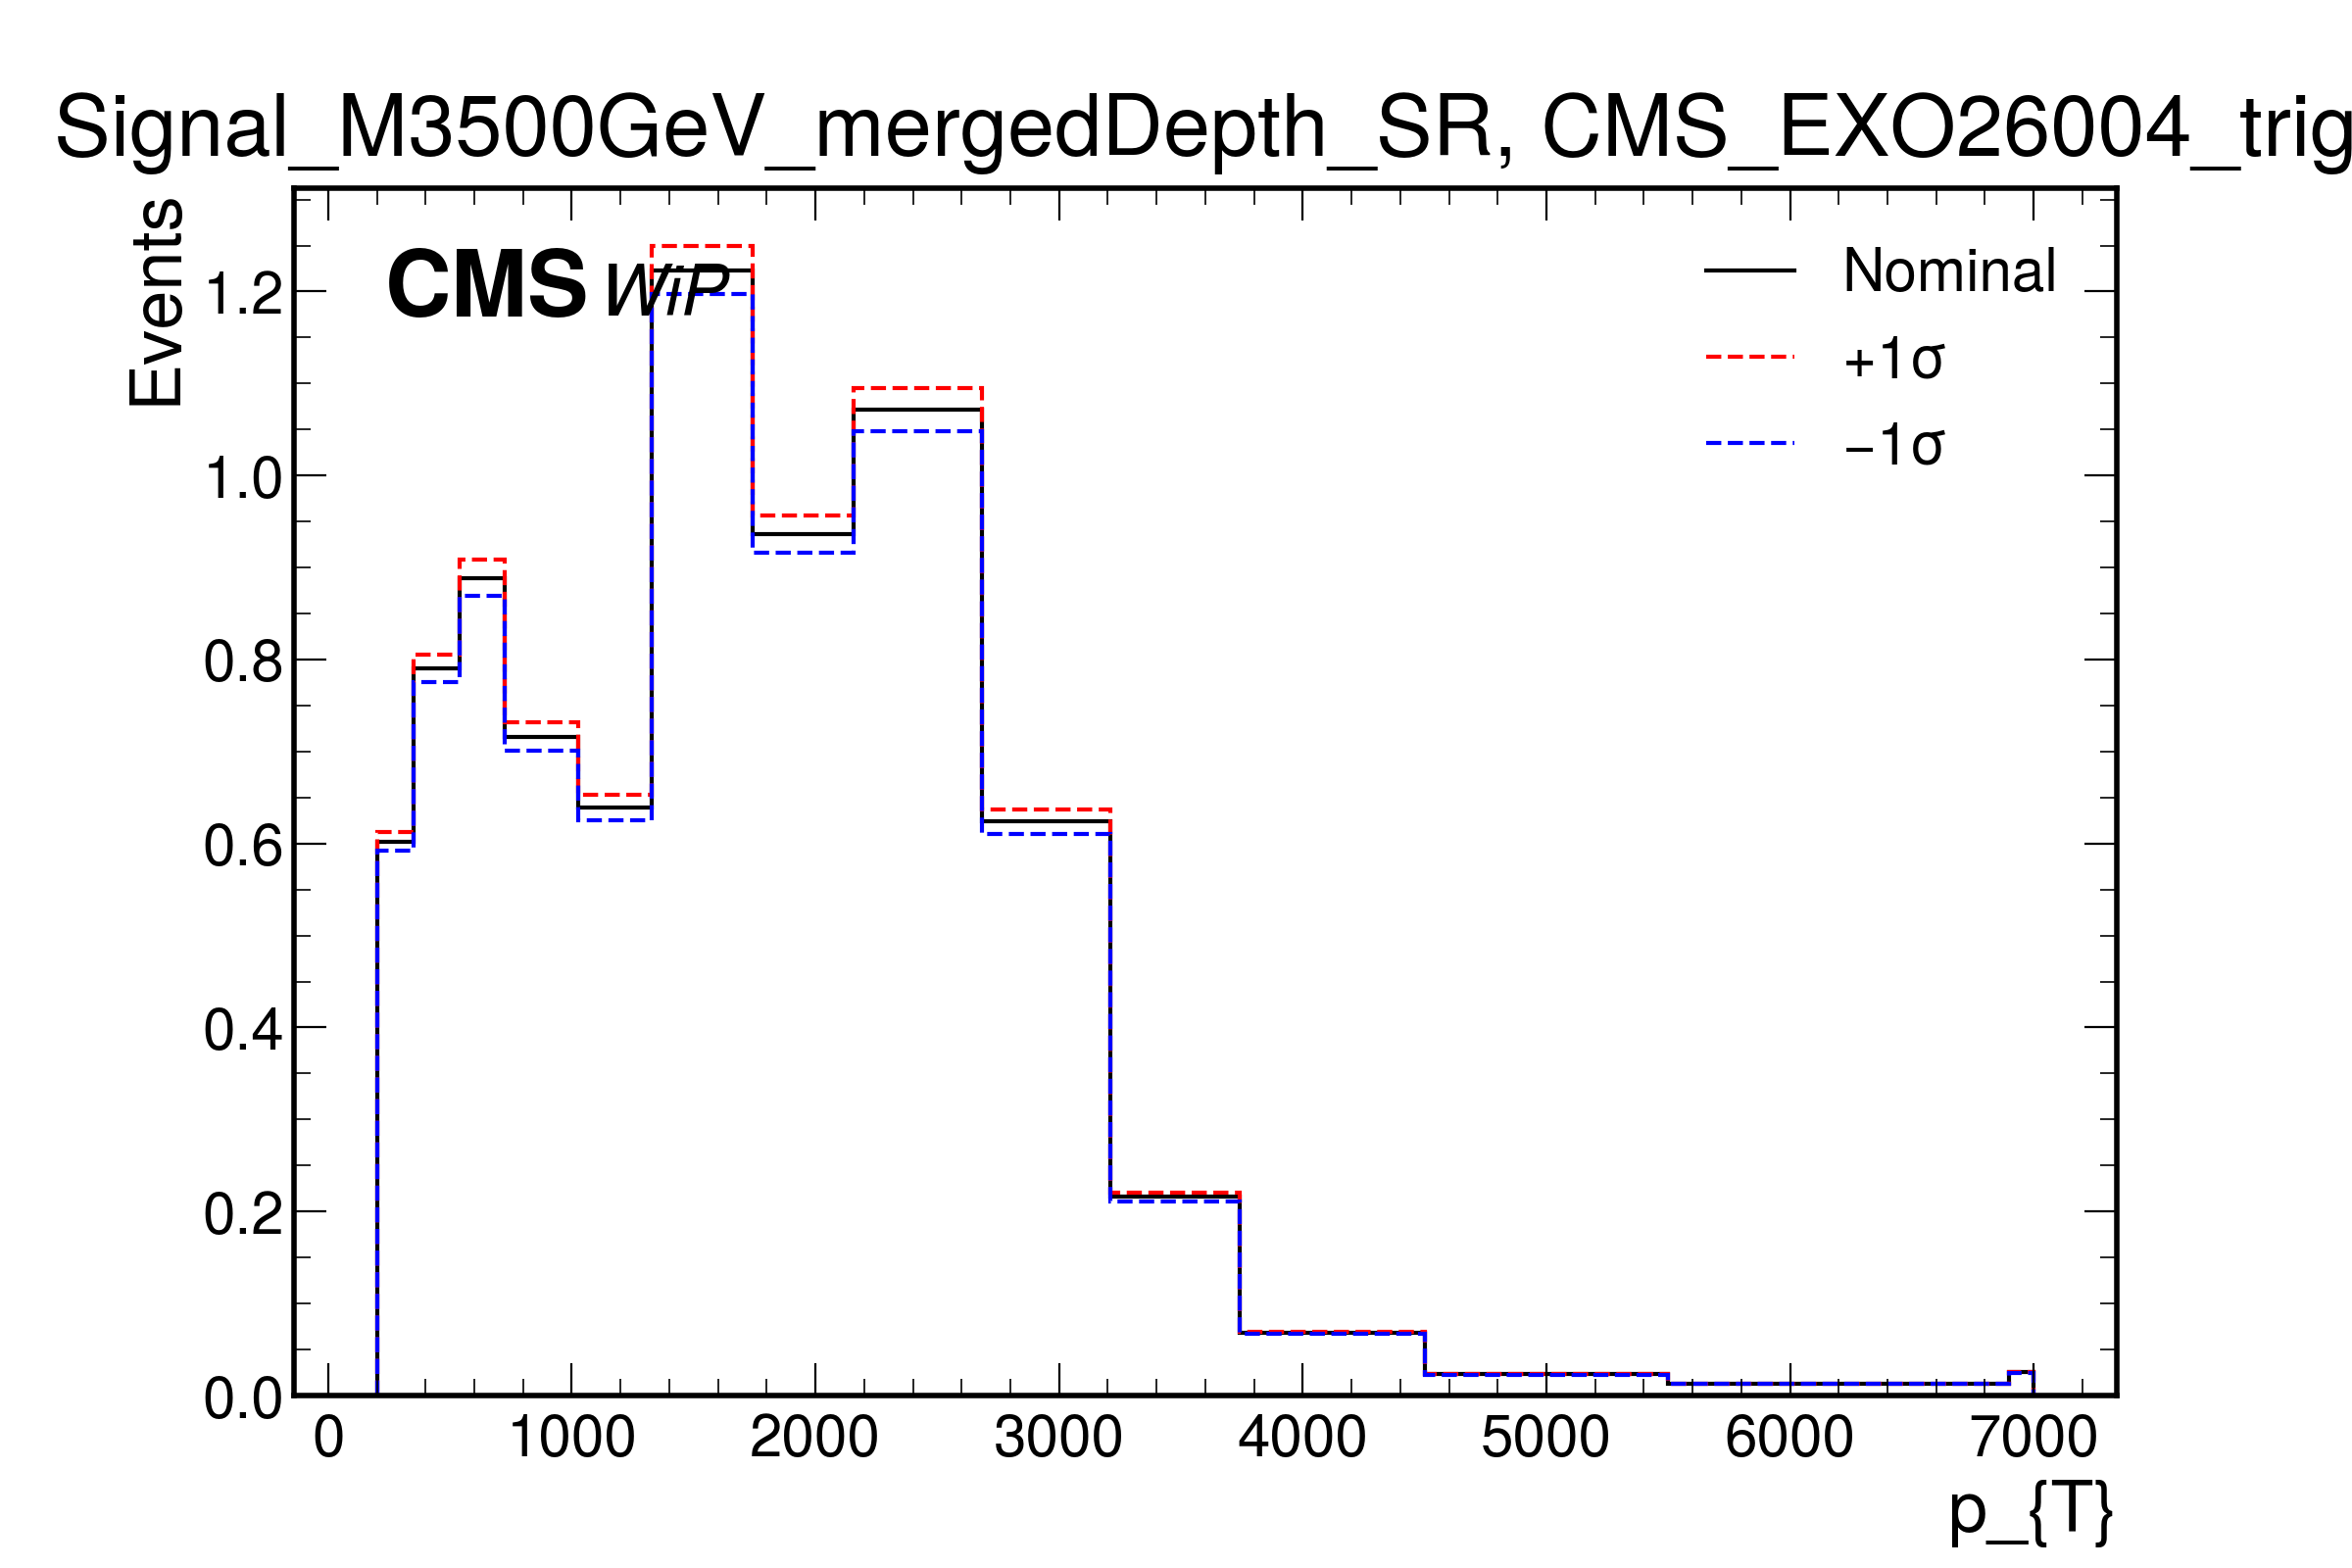 Signal_M3500GeV_mergedDepth_SR, CMS_EXO26004_trig
Events
CMS WiP
Nominal
+1σ
−1σ
1.2
1.0
0.8
0.6
0.4
0.2
0.0
0 1000 2000 3000 4000 5000 6000 7000
p_{T}